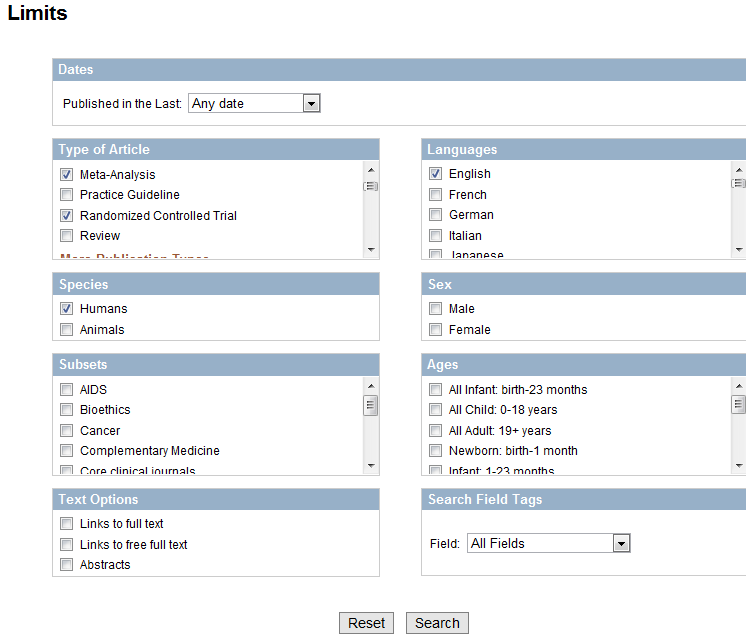 Limits
Dates
Published in the Last: Any date
Type of Article
Meta-Analysis
Practice Guideline
Randomized Controlled Trial
Review
More Publication Types
Languages
English
French
German
Italian
Japanese
Species
Humans
Animals
Sex
Male
Female
Subsets
AIDS
Bioethics
Cancer
Complementary Medicine
Core clinical journals
Ages
All Infant: birth-23 months
All Child: 0-18 years
All Adult: 19+ years
Newborn: birth-1 month
Infant: 1-23 months
Text Options
Links to full text
Links to free full text
Abstracts
Search Field Tags
Field: All Fields
Reset Search